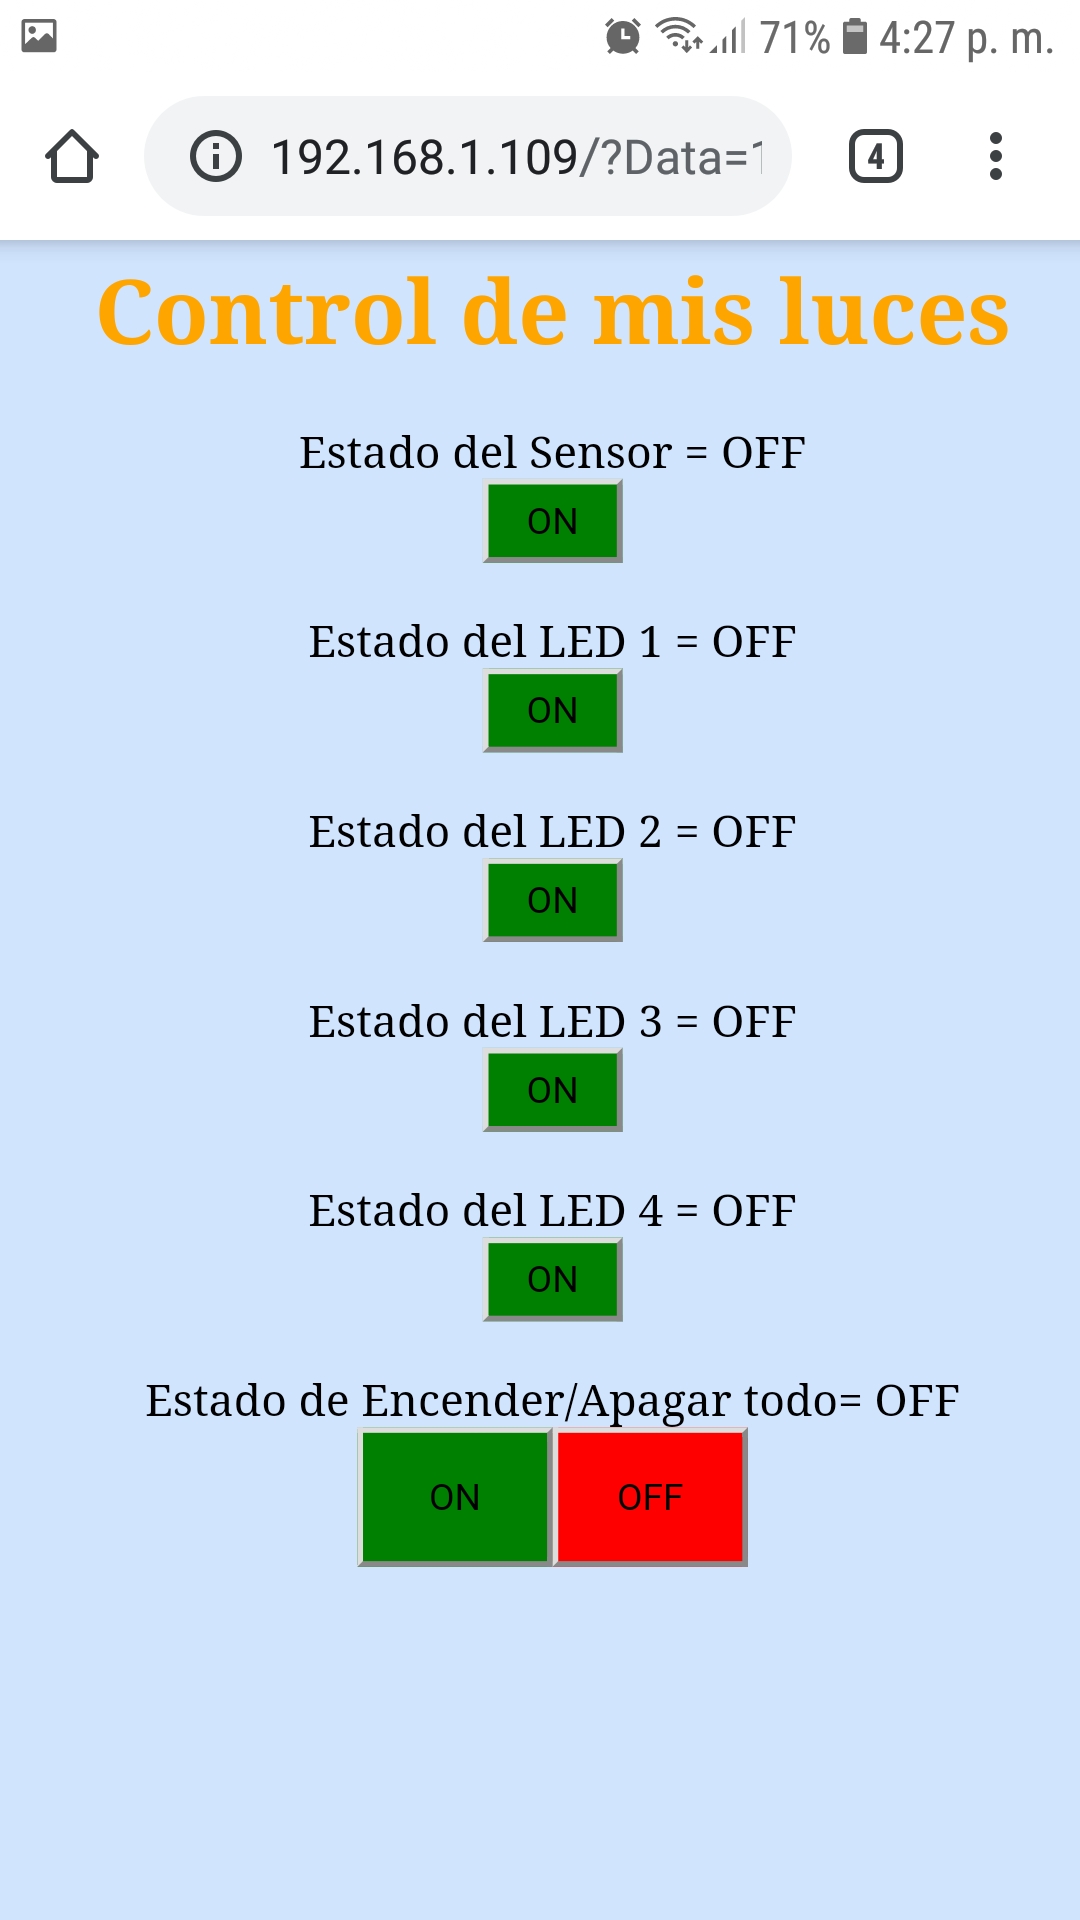 71% 4:27 p. m.
192.168.1.109/?Data= 4
Control de mis luces
Estado del Sensor = OFF
ON
Estado del LED 1 = OFF
ON
Estado del LED 2 = OFF
ON
Estado del LED 3 = OFF
ON
Estado del LED 4 = OFF
ON
Estado de Encender/Apagar todo= OFF
ON OFF